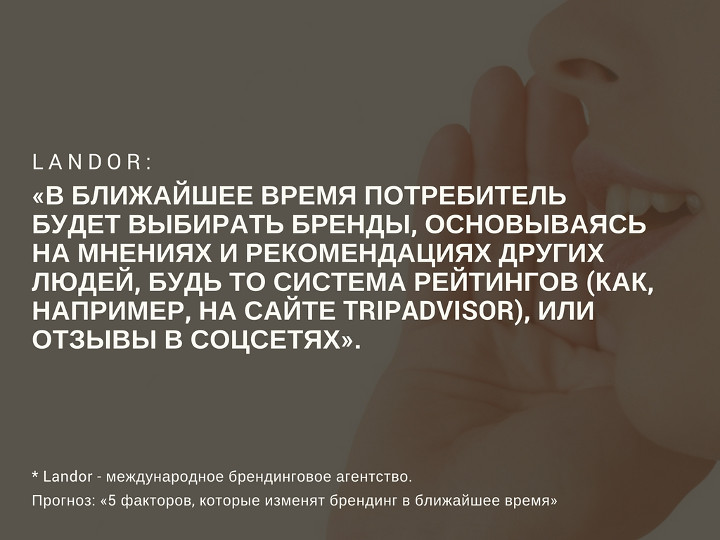 LANDOR:
«В БЛИЖАЙШЕЕ ВРЕМЯ ПОТРЕБИТЕЛЬ
БУДЕТ ВЫБИРАТЬ БРЕНДЫ, ОСНОВЫВАЯСЬ
НА МНЕНИЯХ И РЕКОМЕНДАЦИЯХ ДРУГИХ
ЛЮДЕЙ, БУДЬ ТО СИСТЕМА РЕЙТИНГОВ (КАК,
НАПРИМЕР, НА САЙТЕ TRIPADVISOR), ИЛИ
ОТЗЫВЫ В СОЦСЕТЯХ».
* Landor - международное брендинговое агентство.
Прогноз: «5 факторов, которые изменят брендинг в ближайшее время»